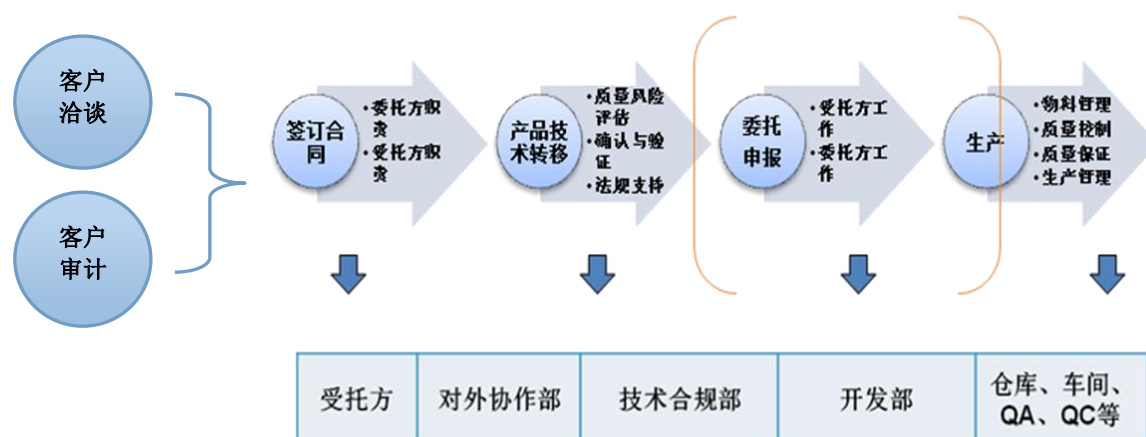 客户
洽谈
客户
审计
签订合
同
•委托方职
责
•受托方职
责
产品技
术转移
•质量风险
评估
•确认与验
证
•法规支持
委托
申报
•受托方工
作
•委托方工
作
生产
•物料管理
•质量控制
•质量保证
•生产管理
受托方
对外协作部
技术合规部
开发部
仓库、车间、
QA、QC等